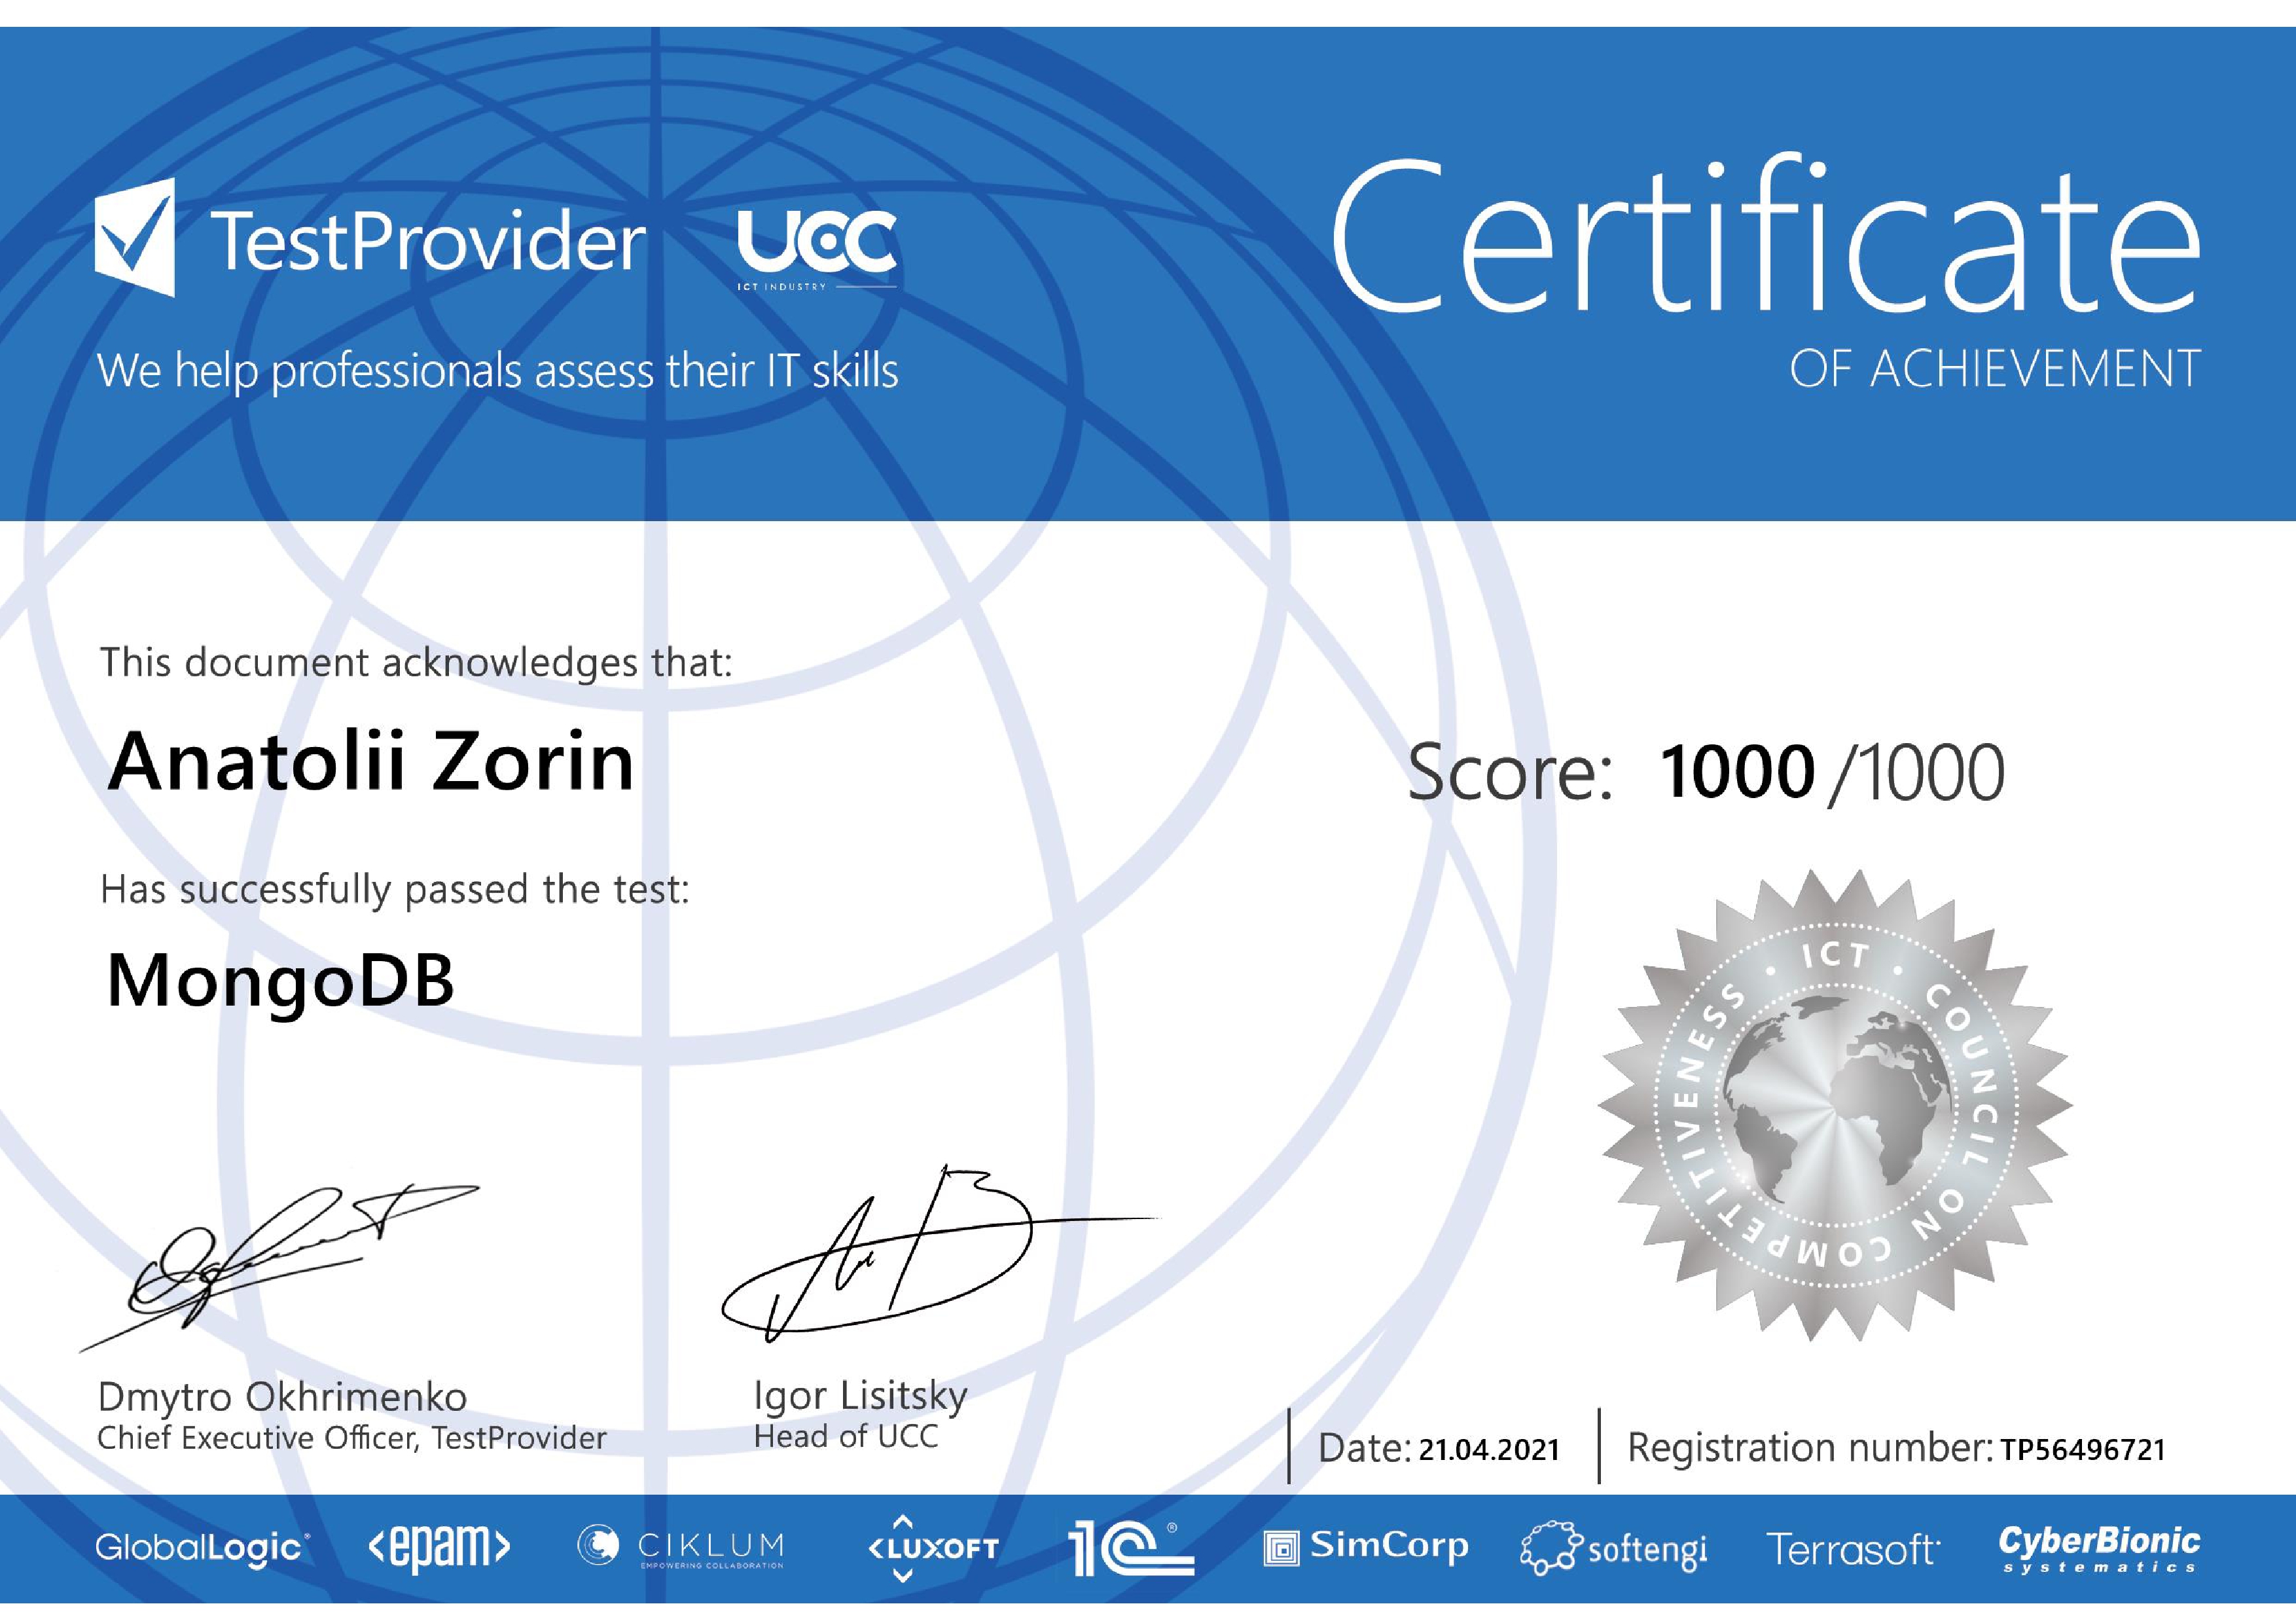 TestProvider
UCC
ICT INDUSTRY
We help professionals assess their IT skills
Certificate
OF ACHIEVEMENT
This document acknowledges that:
Anatolii Zorin
Score: 1000 /1000
Has successfully passed the test:
MongoDB
ICT • COUNCIL ON COMPETITIVENESS •
Dmytro Okhrimenko
Chief Executive Officer, TestProvider
Igor Lisitsky
Head of UCC
Date: 21.04.2021
Registration number: TP56496721
GlobalLogic®
<epam>
CIKLUM
EMPOWERING COLLABORATION
<LUXOFT
1C®
SimCorp
softengi
Terrasoft
CyberBionic
systematics